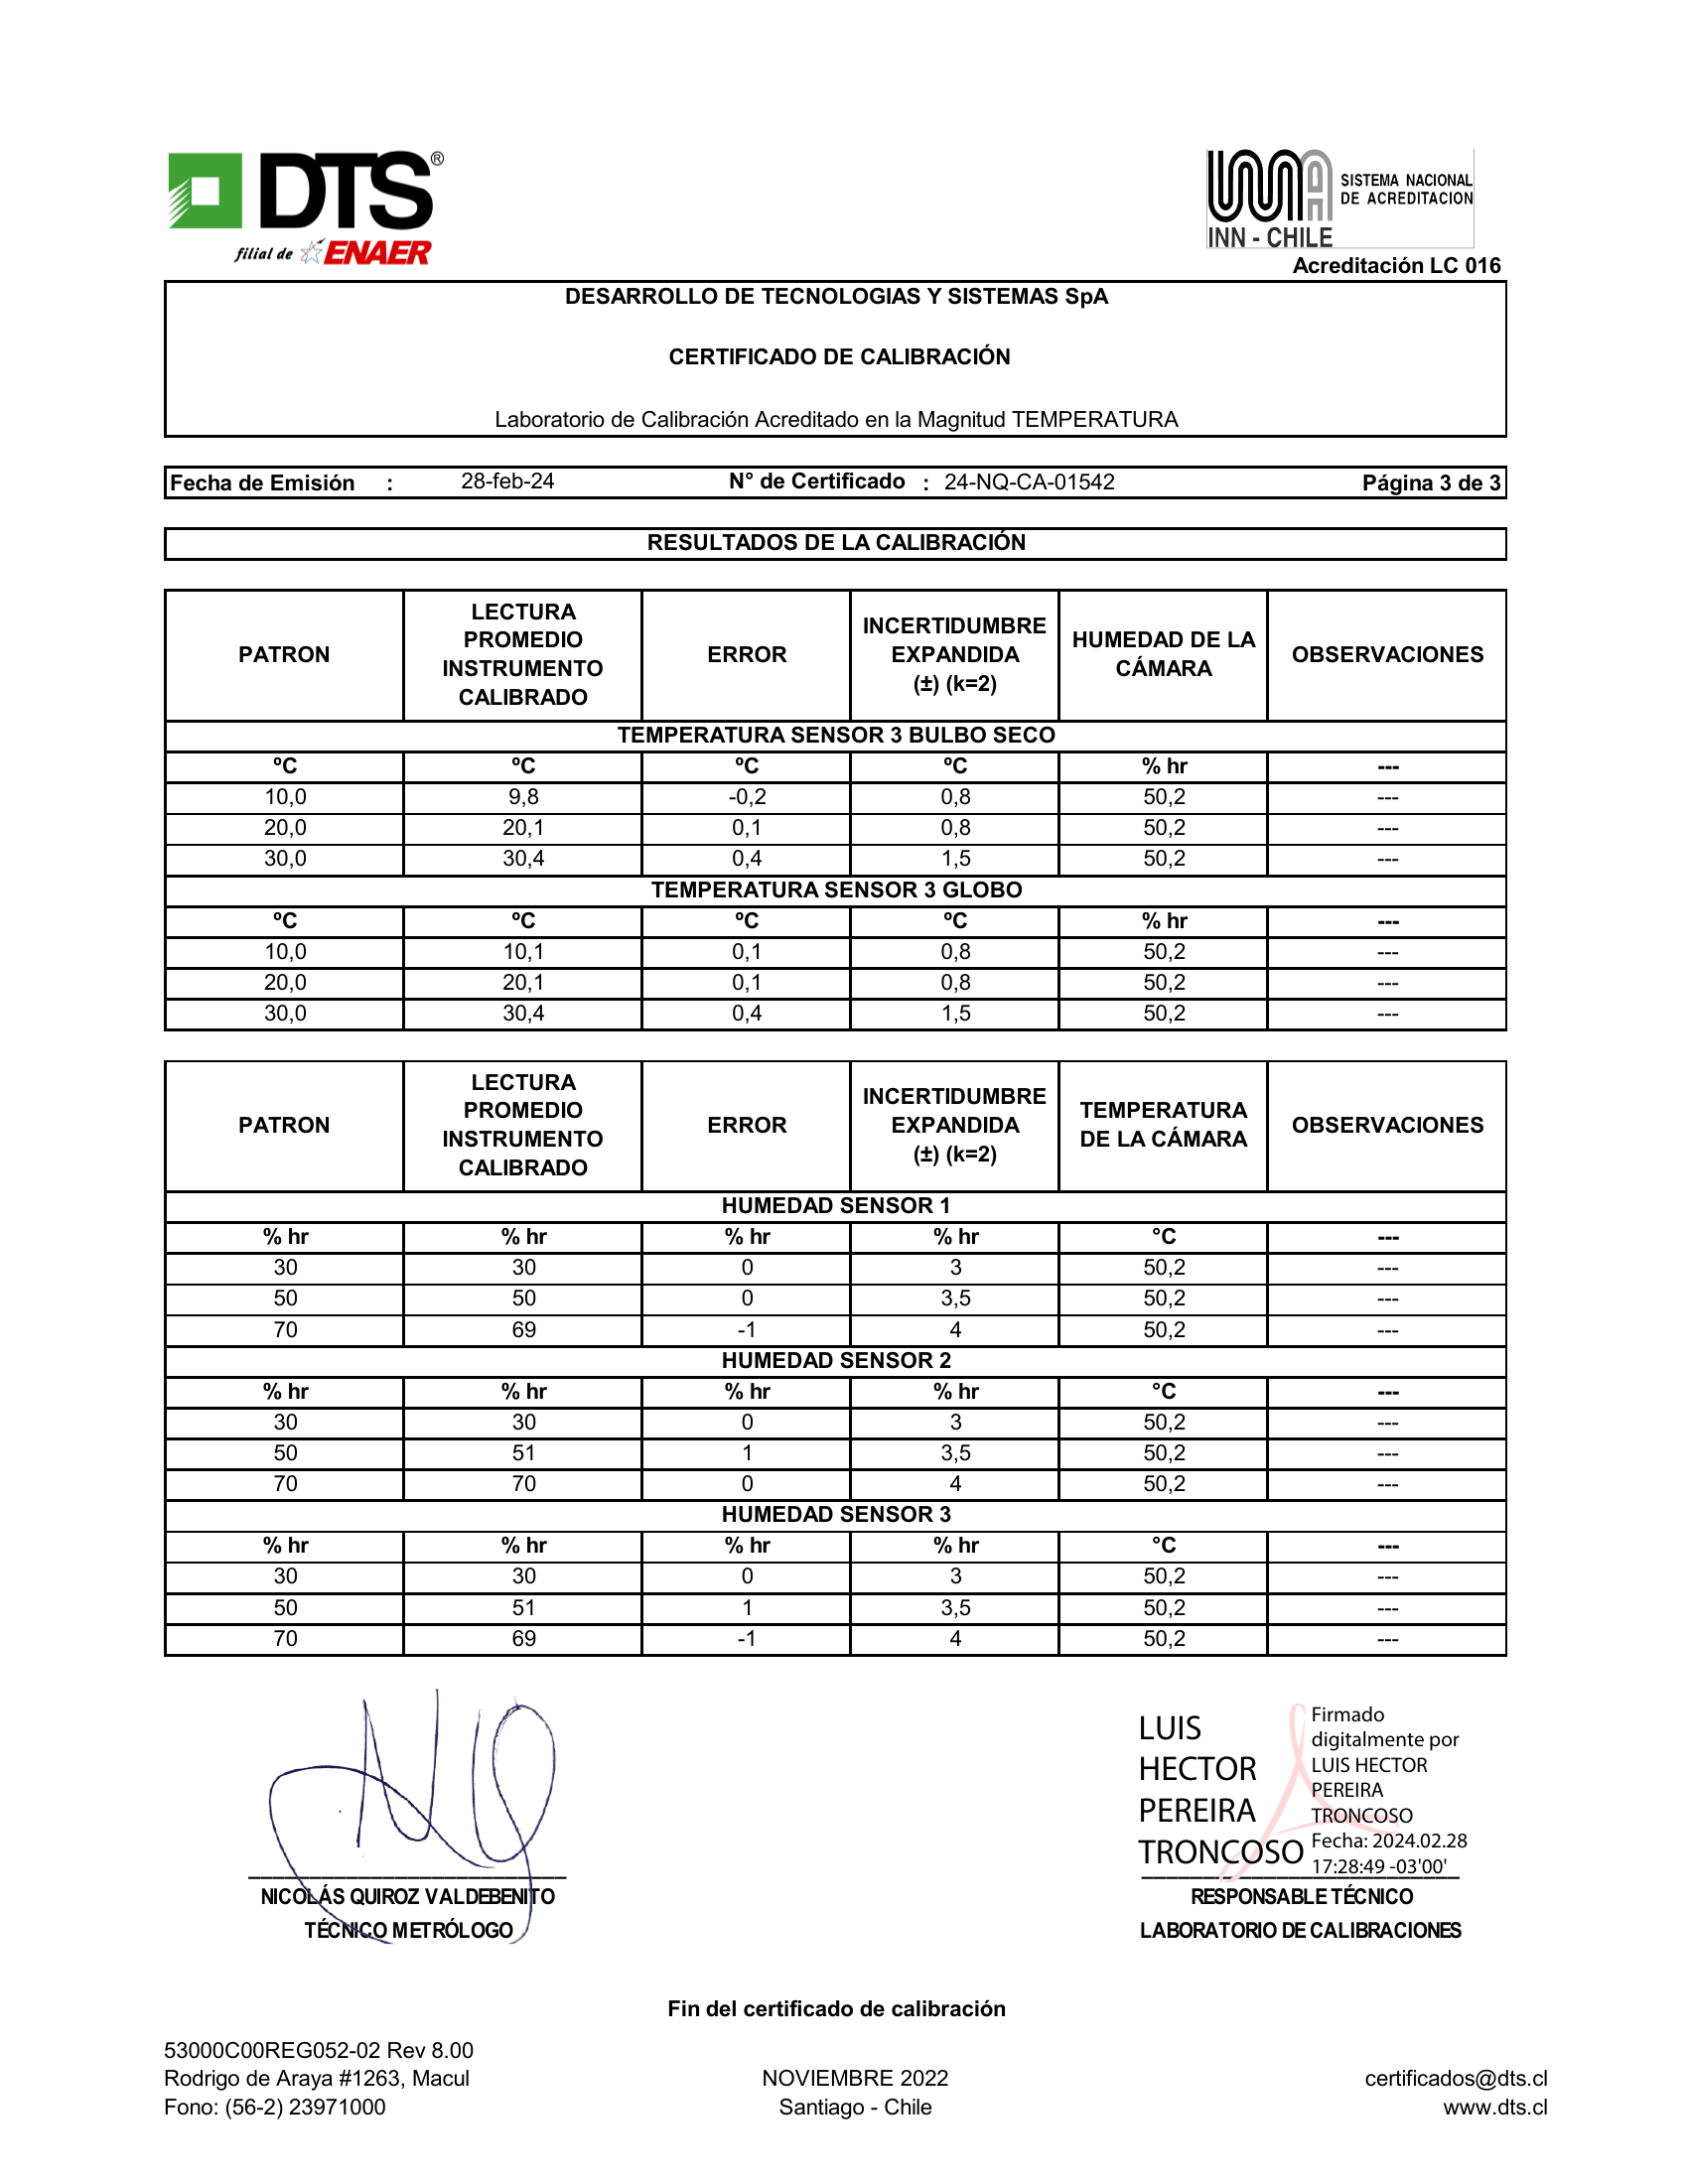 DTS®
filial de ENAER
SISTEMA NACIONAL
DE ACREDITACION
INN - CHILE
Acreditación LC 016
DESARROLLO DE TECNOLOGIAS Y SISTEMAS SpA
CERTIFICADO DE CALIBRACIÓN
Laboratorio de Calibración Acreditado en la Magnitud TEMPERATURA
Fecha de Emisión : 28-feb-24 N° de Certificado : 24-NQ-CA-01542 Página 3 de 3
RESULTADOS DE LA CALIBRACIÓN
PATRON LECTURA PROMEDIO INSTRUMENTO CALIBRADO ERROR INCERTIDUMBRE EXPANDIDA (±) (k=2) HUMEDAD DE LA CÁMARA OBSERVACIONES
TEMPERATURA SENSOR 3 BULBO SECO
ºC ºC ºC ºC % hr ---
10,0 9,8 -0,2 0,8 50,2 ---
20,0 20,1 0,1 0,8 50,2 ---
30,0 30,4 0,4 1,5 50,2 ---
TEMPERATURA SENSOR 3 GLOBO
ºC ºC ºC ºC % hr ---
10,0 10,1 0,1 0,8 50,2 ---
20,0 20,1 0,1 0,8 50,2 ---
30,0 30,4 0,4 1,5 50,2 ---
PATRON LECTURA PROMEDIO INSTRUMENTO CALIBRADO ERROR INCERTIDUMBRE EXPANDIDA (±) (k=2) TEMPERATURA DE LA CÁMARA OBSERVACIONES
HUMEDAD SENSOR 1
% hr % hr % hr % hr °C ---
30 30 0 3 50,2 ---
50 50 0 3,5 50,2 ---
70 69 -1 4 50,2 ---
HUMEDAD SENSOR 2
% hr % hr % hr % hr °C ---
30 30 0 3 50,2 ---
50 51 1 3,5 50,2 ---
70 70 0 4 50,2 ---
HUMEDAD SENSOR 3
% hr % hr % hr % hr °C ---
30 30 0 3 50,2 ---
50 51 1 3,5 50,2 ---
70 69 -1 4 50,2 ---
LUIS
HECTOR
PEREIRA
TRONCOSO
Firmado
digitalmente por
LUIS HECTOR
PEREIRA
TRONCOSO
Fecha: 2024.02.28
17:28:49 -03'00'
NICOLÁS QUIROZ VALDEBENITO
TÉCNICO METRÓLOGO
RESPONSABLE TÉCNICO
LABORATORIO DE CALIBRACIONES
Fin del certificado de calibración
53000C00REG052-02 Rev 8.00
Rodrigo de Araya #1263, Macul NOVIEMBRE 2022 certificados@dts.cl
Fono: (56-2) 23971000 Santiago - Chile www.dts.cl